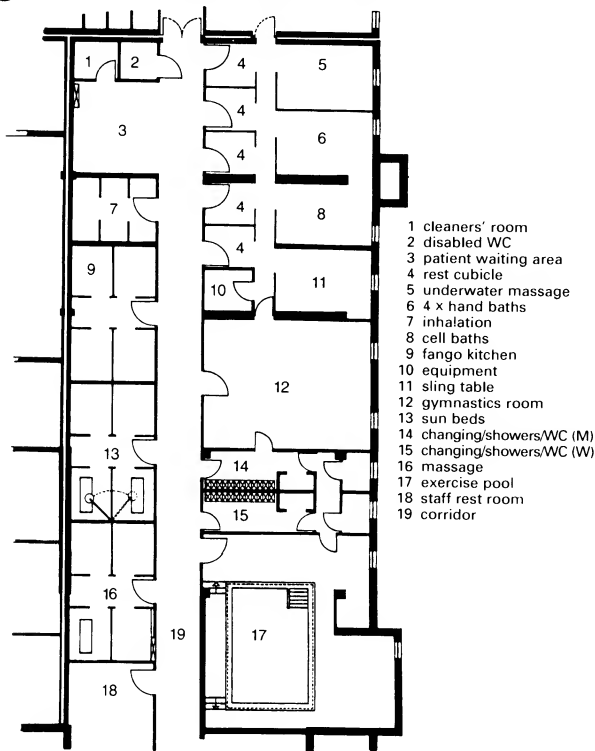 1
2
4
5
3
4
6
4
7
4
8
9
4
10
11
12
13
14
15
16
19
17
18
1 cleaners' room
2 disabled WC
3 patient waiting area
4 rest cubicle
5 underwater massage
6 4 × hand baths
7 inhalation
8 cell baths
9 fango kitchen
10 equipment
11 sling table
12 gymnastics room
13 sun beds
14 changing/showers/WC (M)
15 changing/showers/WC (W)
16 massage
17 exercise pool
18 staff rest room
19 corridor